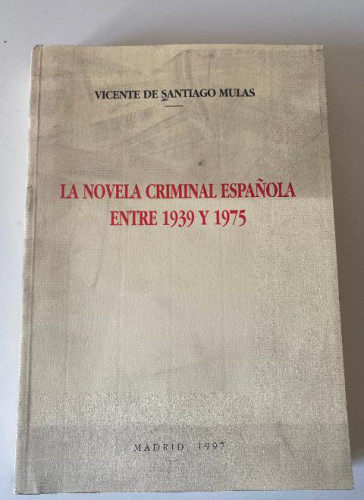 VICENTE DE SANTIAGO MULAS
LA NOVELA CRIMINAL ESPAÑOLA
ENTRE 1939 Y 1975
MADRID, 1997